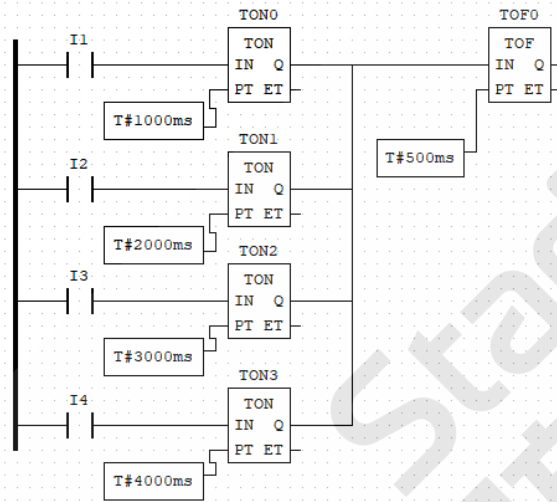 TON0
TOF0
I1
TON
TOF
IN Q
IN Q
PT ET
PT ET
T#1000ms
TON1
T#500ms
I2
TON
IN Q
PT ET
T#2000ms
TON2
I3
TON
IN Q
PT ET
T#3000ms
TON3
I4
TON
IN Q
PT ET
T#4000ms